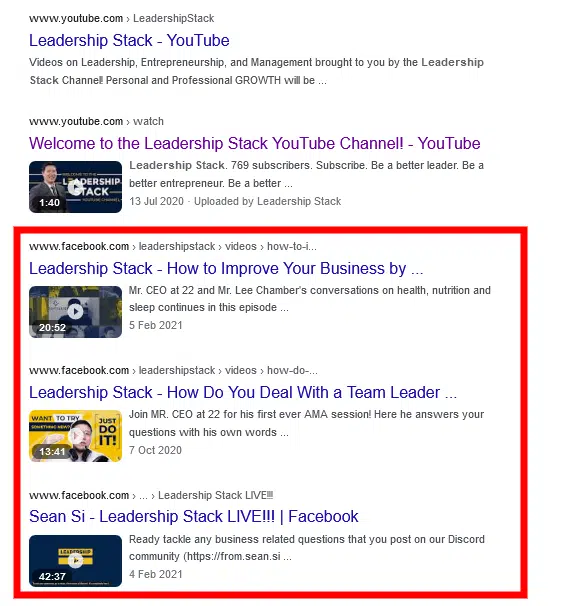 www.youtube.com › LeadershipStack
Leadership Stack - YouTube
Videos on Leadership, Entrepreneurship, and Management brought to you by the Leadership
Stack Channel! Personal and Professional GROWTH will be ...
www.youtube.com › watch
Welcome to the Leadership Stack YouTube Channel! - YouTube
WELCOME TO THE
LEADERSHIP
STACK
YOUTUBE CHANNEL!
1:40
Leadership Stack. 769 subscribers. Subscribe. Be a better leader. Be a
better entrepreneur. Be a better ...
13 Jul 2020 · Uploaded by Leadership Stack
www.facebook.com › leadershipstack › videos › how-to-i...
Leadership Stack - How to Improve Your Business by ...
20:52
Mr. CEO at 22 and Mr. Lee Chamber's conversations on health, nutrition and
sleep continues in this episode ...
5 Feb 2021
www.facebook.com › leadershipstack › videos › how-do-...
Leadership Stack - How Do You Deal With a Team Leader ...
WANT TO TRY
SOMETHING NEW?
JUST
DO
IT!
13:41
Join MR. CEO at 22 for his first ever AMA session! Here he answers your
questions with his own words ...
7 Oct 2020
www.facebook.com › ... › Leadership Stack LIVE!!!
Sean Si - Leadership Stack LIVE!!! | Facebook
LEADERSHIP
42:37
Ready tackle any business related questions that you post on our Discord
community (https://from.sean.si ...
4 Feb 2021